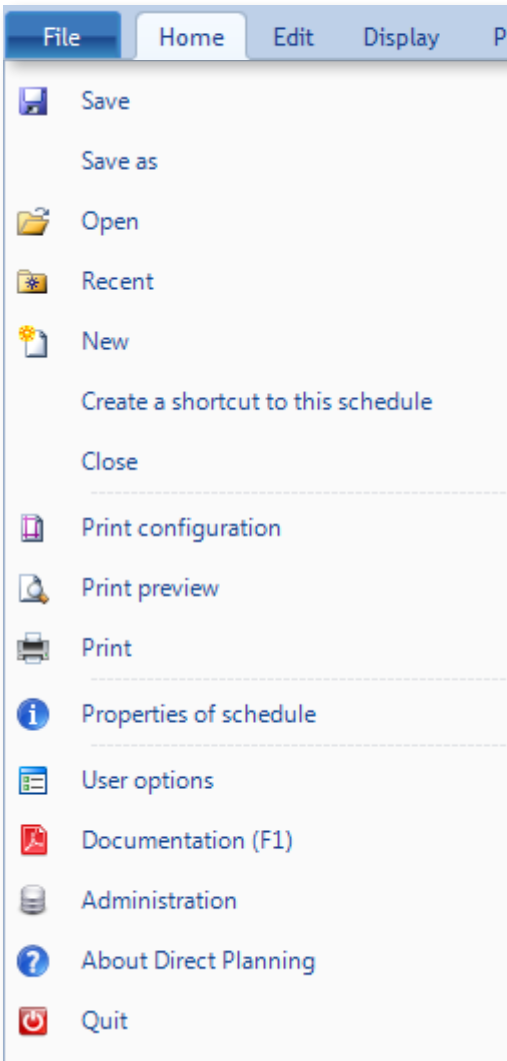 File Home Edit Display P
Save
Save as
Open
Recent
New
Create a shortcut to this schedule
Close
Print configuration
Print preview
Print
Properties of schedule
User options
Documentation (F1)
Administration
About Direct Planning
Quit